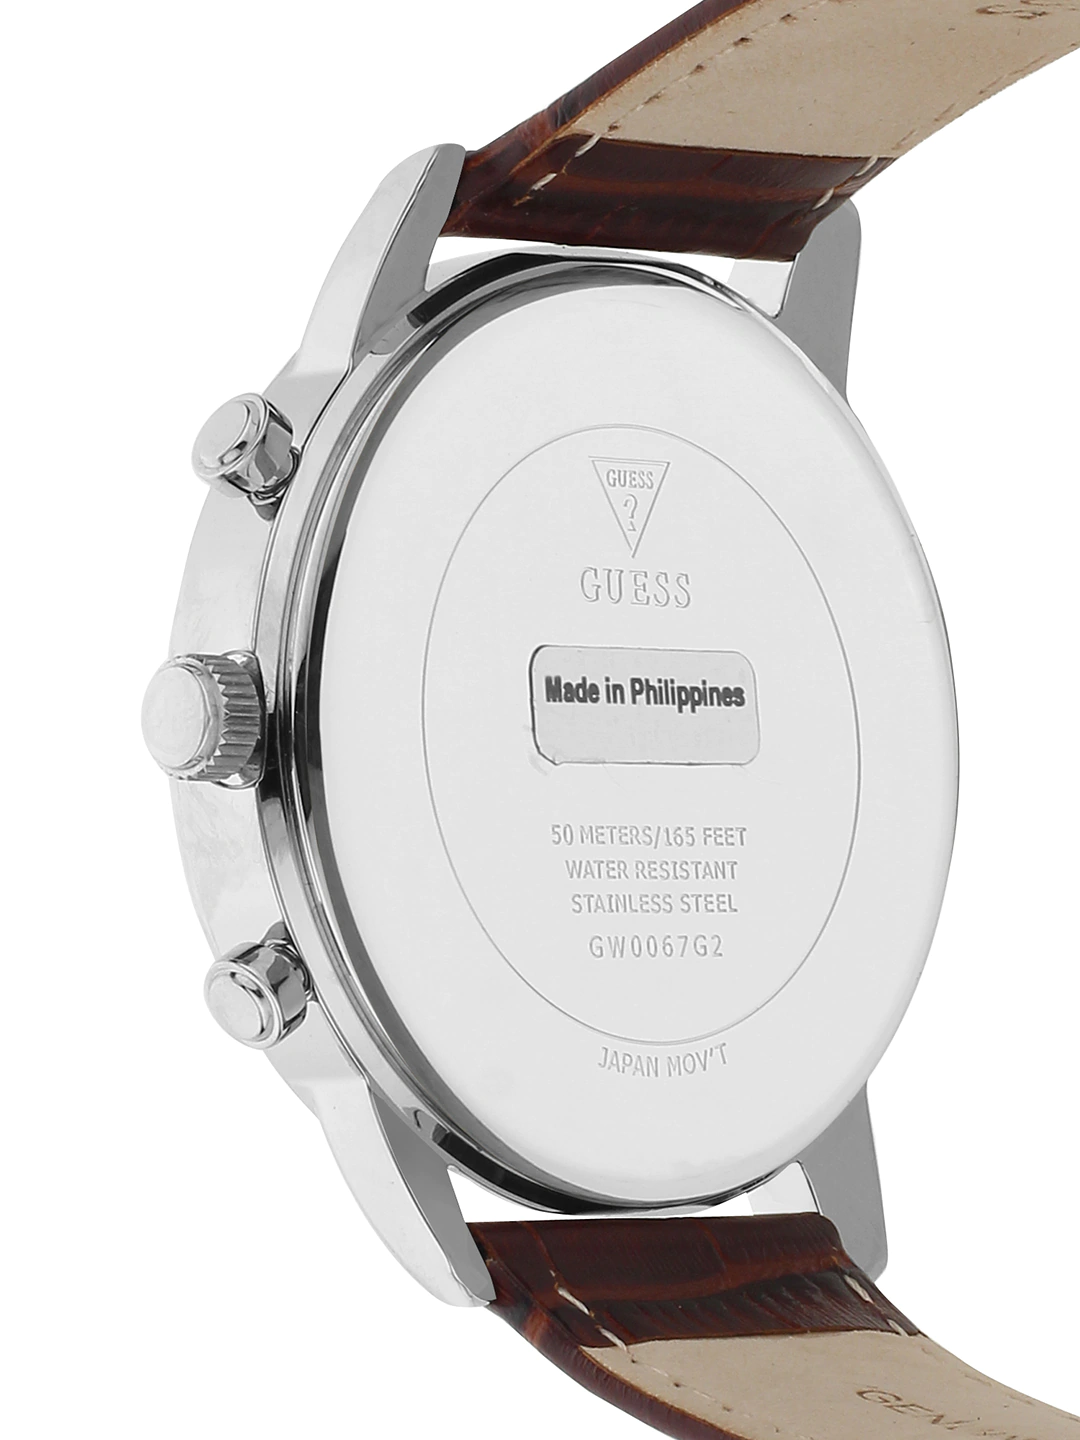 GUESS
?
GUESS
Made in Philippines
50 METERS/165 FEET
WATER RESISTANT
STAINLESS STEEL
GW0067G2
JAPAN MOV'T